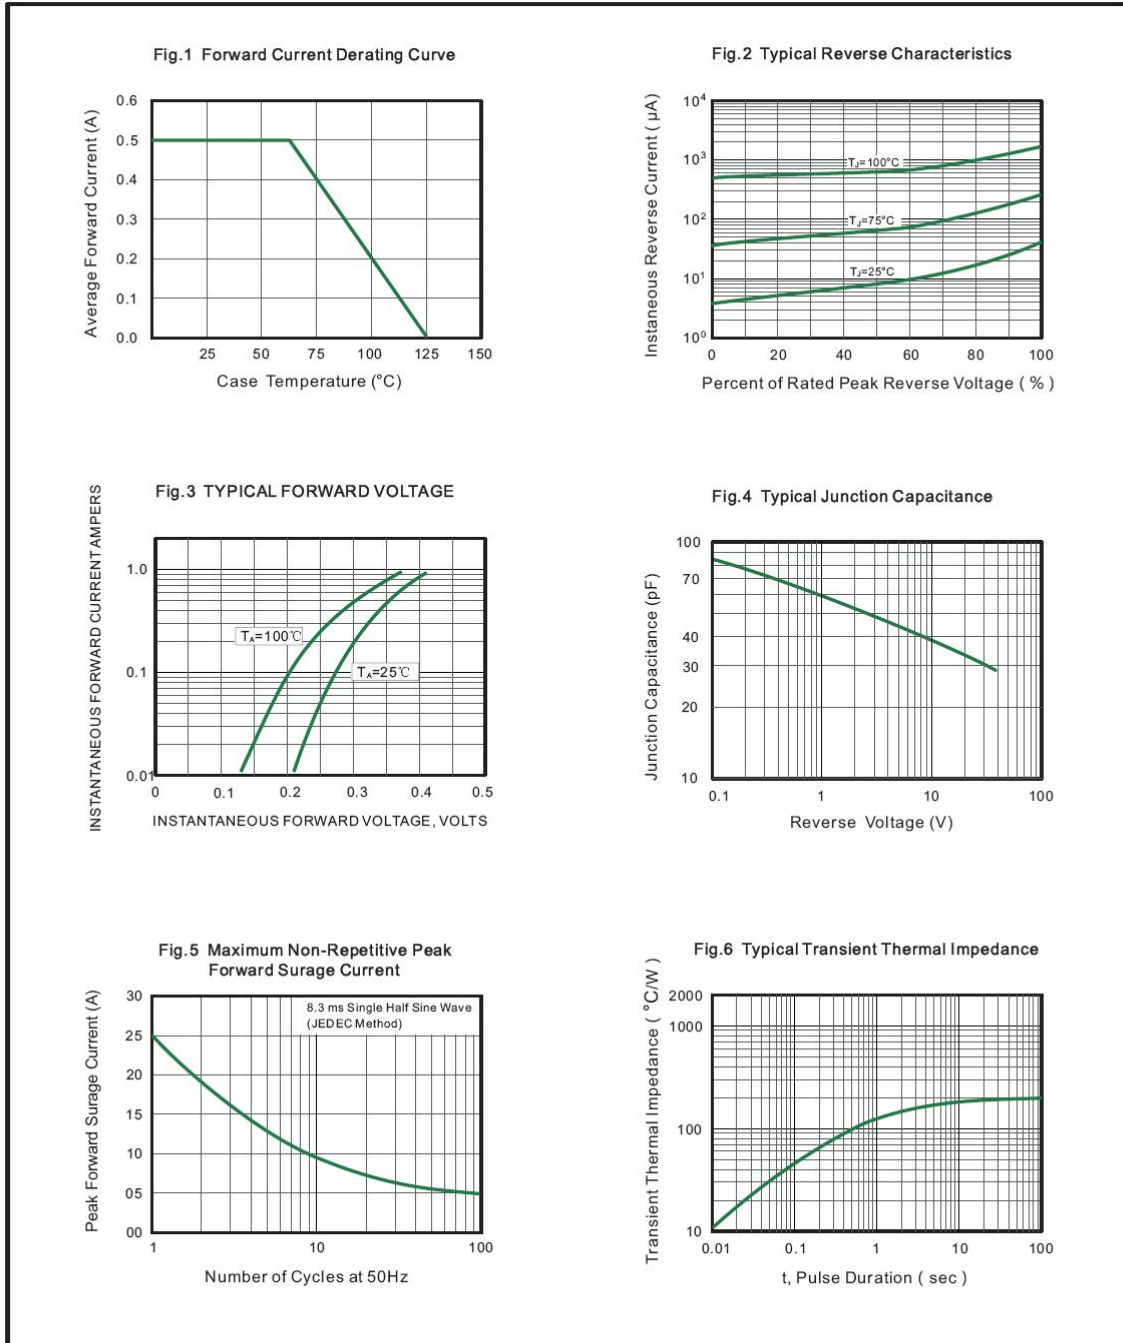 Fig.1 Forward Current Derating Curve
Average Forward Current (A)
0.6
0.5
0.4
0.3
0.2
0.1
0.0
25 50 75 100 125 150
Case Temperature (°C)
Fig.2 Typical Reverse Characteristics
Instaneous Reverse Current ( μA)
10⁴
10³
10²
10¹
10⁰
TJ=100°C
TJ=75°C
TJ=25°C
0 20 40 60 80 100
Percent of Rated Peak Reverse Voltage ( % )
Fig.3 TYPICAL FORWARD VOLTAGE
INSTANTANEOUS FORWARD CURRENT AMPERS
1.0
0.1
0.01
TA=100℃
TA=25℃
0 0.1 0.2 0.3 0.4 0.5
INSTANTANEOUS FORWARD VOLTAGE, VOLTS
Fig.4 Typical Junction Capacitance
Junction Capacitance (pF)
100
70
40
30
20
10
0.1 1 10 100
Reverse Voltage (V)
Fig.5 Maximum Non-Repetitive Peak
Forward Surage Current
Peak Forward Surage Current (A)
30
25
20
15
10
05
00
8.3 ms Single Half Sine Wave
(JEDEC Method)
1 10 100
Number of Cycles at 50Hz
Fig.6 Typical Transient Thermal Impedance
Transient Thermal Impedance ( °C/W )
2000
1000
100
10
0.01 0.1 1 10 100
t, Pulse Duration ( sec )